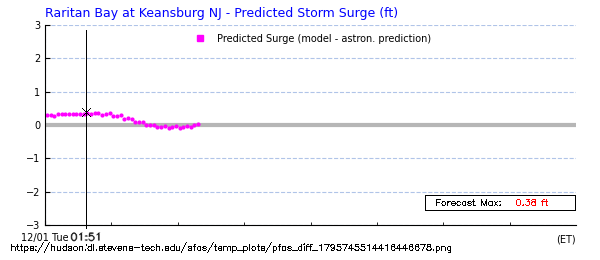 Raritan Bay at Keansburg NJ - Predicted Storm Surge (ft)
3
Predicted Surge (model - astron. prediction)
2
1
0
−1
−2
Forecast Max: 0.38 ft
−3
12/01 Tue 01:51
(ET)
https://hudson.dl.stevens-tech.edu/sfas/temp_plots/pfas_diff_1795745514416446678.png